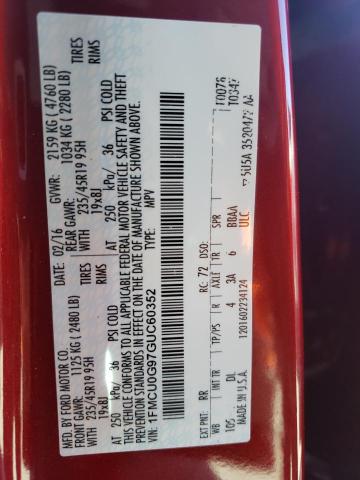 MFD. BY FORD MOTOR CO.
DATE: 02/16 GVWR: 2159 KG ( 4760 LB)
FRONT GAWR: 1125 KG ( 2480 LB) REAR GAWR: 1034 KG ( 2280 LB)
235/45R19 95H TIRES WITH 235/45R19 95H TIRES
19x8J RIMS 19x8J RIMS
AT 250 kPa/ 36 PSI COLD AT 250 kPa/ 36 PSI COLD
THIS VEHICLE CONFORMS TO ALL APPLICABLE FEDERAL MOTOR VEHICLE SAFETY AND THEFT
PREVENTION STANDARDS IN EFFECT ON THE DATE OF MANUFACTURE SHOWN ABOVE.
VIN: 1FMCU0G97GUC60352
TYPE: MPV
F0076
T0347
EXT PNT: RR RC: 72 DSO:
WB INT TR TP/PS R AXLE TR SPR
105 DL 4 3A 6 BBAA
MADE IN U.S.A. 1201602234124 ULC